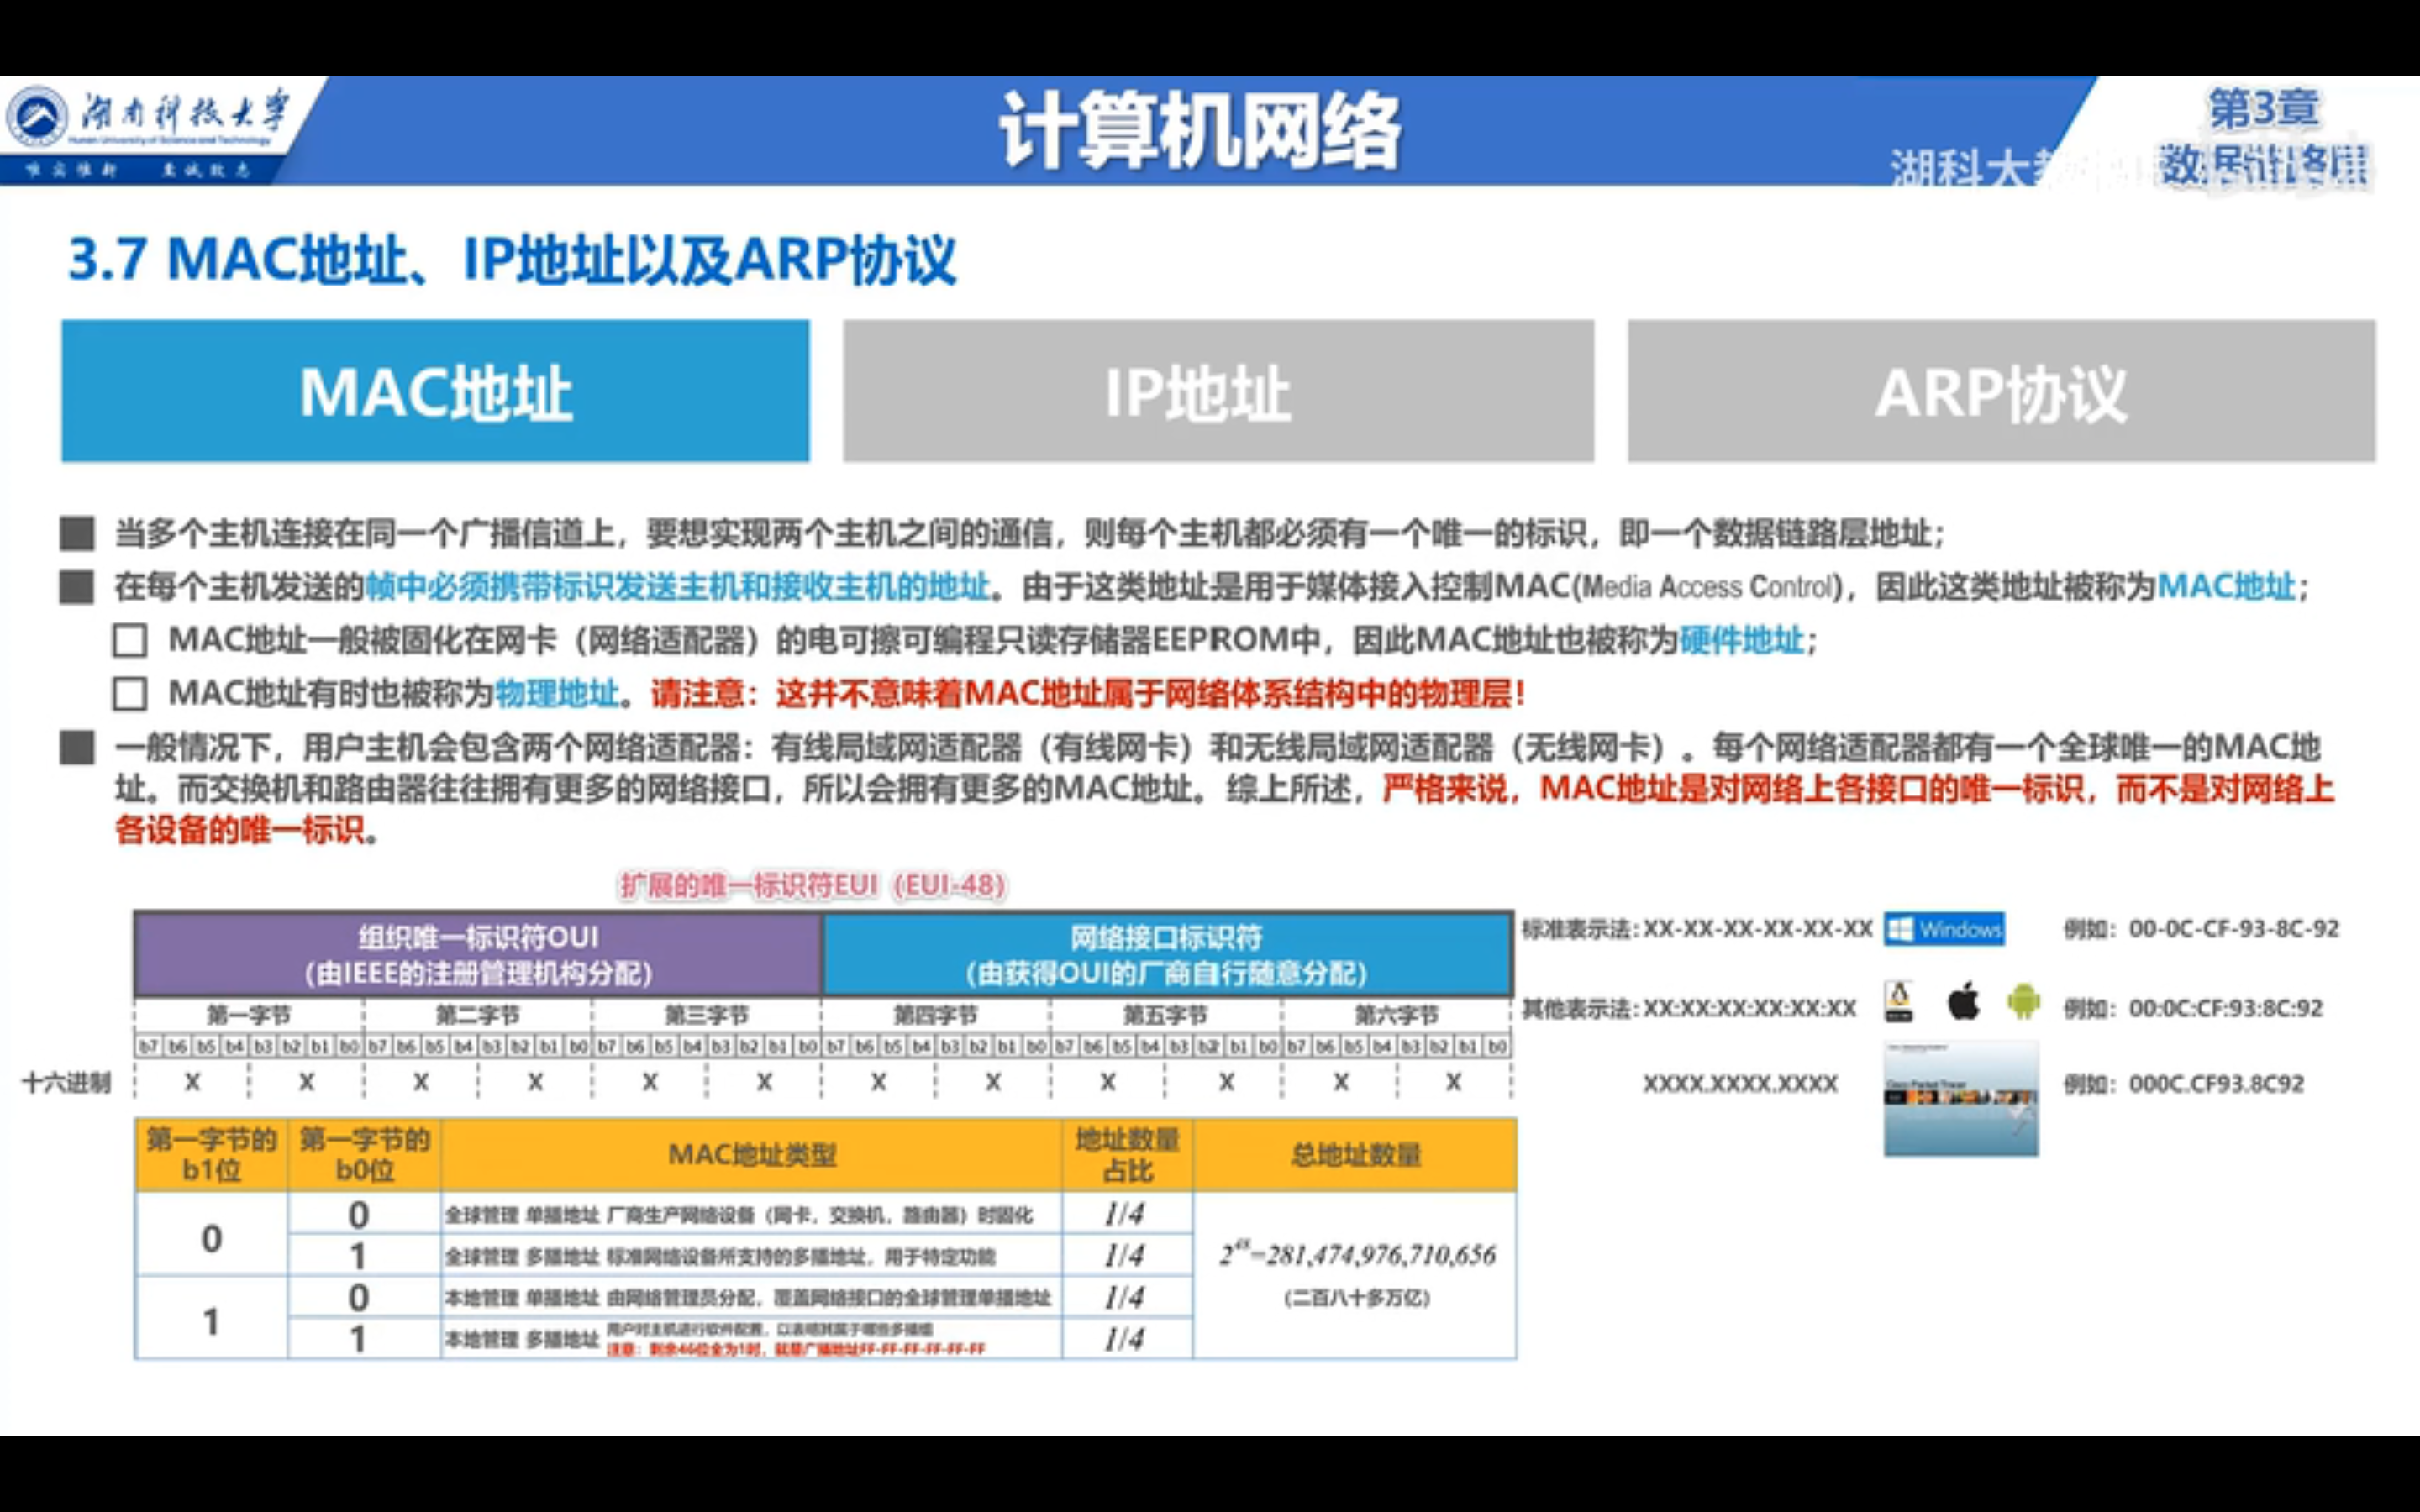 湖南科技大学
Hunan University of Science and Technology
唯实惟新 至诚致志
计算机网络
第3章
数据链路层
湖科大教
3.7 MAC地址、IP地址以及ARP协议
MAC地址
IP地址
ARP协议
当多个主机连接在同一个广播信道上，要想实现两个主机之间的通信，则每个主机都必须有一个唯一的标识，即一个数据链路层地址；
在每个主机发送的帧中必须携带标识发送主机和接收主机的地址。由于这类地址是用于媒体接入控制MAC(Media Access Control)，因此这类地址被称为MAC地址；
MAC地址一般被固化在网卡（网络适配器）的电可擦可编程只读存储器EEPROM中，因此MAC地址也被称为硬件地址；
MAC地址有时也被称为物理地址。请注意：这并不意味着MAC地址属于网络体系结构中的物理层！
一般情况下，用户主机会包含两个网络适配器：有线局域网适配器（有线网卡）和无线局域网适配器（无线网卡）。每个网络适配器都有一个全球唯一的MAC地
址。而交换机和路由器往往拥有更多的网络接口，所以会拥有更多的MAC地址。综上所述，严格来说，MAC地址是对网络上各接口的唯一标识，而不是对网络上
各设备的唯一标识。
扩展的唯一标识符EUI（EUI-48）
组织唯一标识符OUI
（由IEEE的注册管理机构分配）
网络接口标识符
（由获得OUI的厂商自行随意分配）
第一字节 第二字节 第三字节 第四字节 第五字节 第六字节
b7 b6 b5 b4 b3 b2 b1 b0 b7 b6 b5 b4 b3 b2 b1 b0 b7 b6 b5 b4 b3 b2 b1 b0 b7 b6 b5 b4 b3 b2 b1 b0 b7 b6 b5 b4 b3 b2 b1 b0 b7 b6 b5 b4 b3 b2 b1 b0
十六进制 X X X X X X X X X X X X
标准表示法：XX-XX-XX-XX-XX-XX Windows 例如：00-0C-CF-93-8C-92
其他表示法：XX:XX:XX:XX:XX:XX 例如：00:0C:CF:93:8C:92
XXXX.XXXX.XXXX Cisco Packet Tracer 例如：000C.CF93.8C92
第一字节的
b1位
第一字节的
b0位
MAC地址类型
地址数量
占比
总地址数量
0
0 全球管理 单播地址 厂商生产网络设备（网卡，交换机，路由器）时固化 1/4
1 全球管理 多播地址 标准网络设备所支持的多播地址，用于特定功能 1/4
1
0 本地管理 单播地址 由网络管理员分配，覆盖网络接口的全球管理单播地址 1/4
1 本地管理 多播地址 用户对主机进行软件配置，以表明其属于哪些多播组 1/4
注意：剩余46位全为1时，就是广播地址FF-FF-FF-FF-FF-FF
2^48=281,474,976,710,656
（二百八十多万亿）